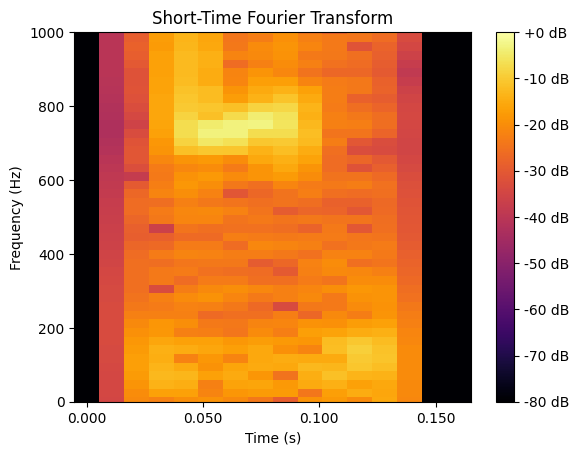 Short-Time Fourier Transform
1000
800
600
400
200
0
Frequency (Hz)
0.000
0.050
0.100
0.150
Time (s)
+0 dB
-10 dB
-20 dB
-30 dB
-40 dB
-50 dB
-60 dB
-70 dB
-80 dB